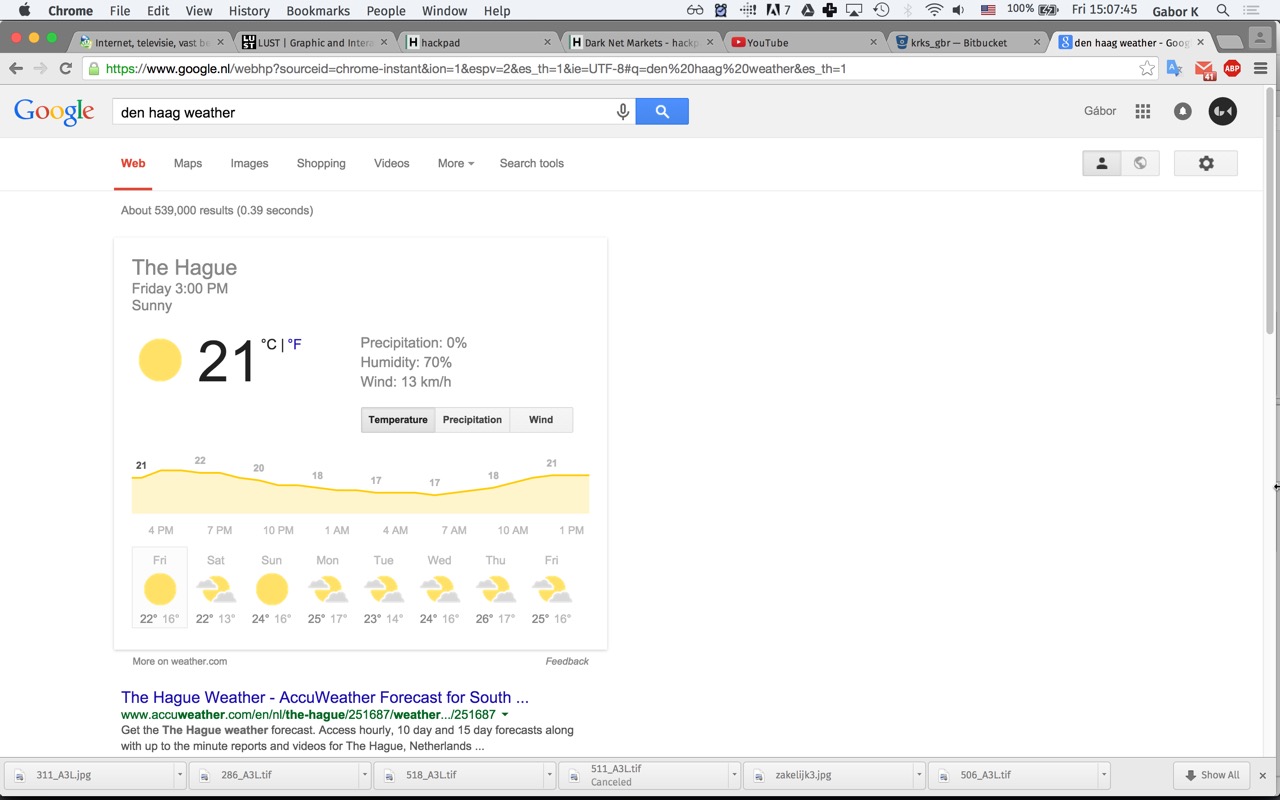 Chrome File Edit View History Bookmarks People Window Help 7 100% Fri 15:07:45 Gabor K
Internet, televisie, vast b
LUST | Graphic and Intera
hackpad
Dark Net Markets - hackp
YouTube
krks_gbr — Bitbucket
den haag weather - Goog
https://www.google.nl/webhp?sourceid=chrome-instant&ion=1&espv=2&es_th=1&ie=UTF-8#q=den%20haag%20weather&es_th=1
41 ABP
Google den haag weather Gábor
Web Maps Images Shopping Videos More Search tools
About 539,000 results (0.39 seconds)
The Hague
Friday 3:00 PM
Sunny
21 °C | °F
Precipitation: 0%
Humidity: 70%
Wind: 13 km/h
Temperature Precipitation Wind
21 22 20 18 17 17 18 21
4 PM 7 PM 10 PM 1 AM 4 AM 7 AM 10 AM 1 PM
Fri Sat Sun Mon Tue Wed Thu Fri
22° 16° 22° 13° 24° 16° 25° 17° 23° 14° 24° 16° 26° 17° 25° 16°
More on weather.com Feedback
The Hague Weather - AccuWeather Forecast for South ...
www.accuweather.com/en/nl/the-hague/251687/weather.../251687
Get the The Hague weather forecast. Access hourly, 10 day and 15 day forecasts along
with up to the minute reports and videos for The Hague, Netherlands ...
311_A3L.jpg
286_A3L.tif
518_A3L.tif
511_A3L.tif
Canceled
zakelijk3.jpg
506_A3L.tif
Show All